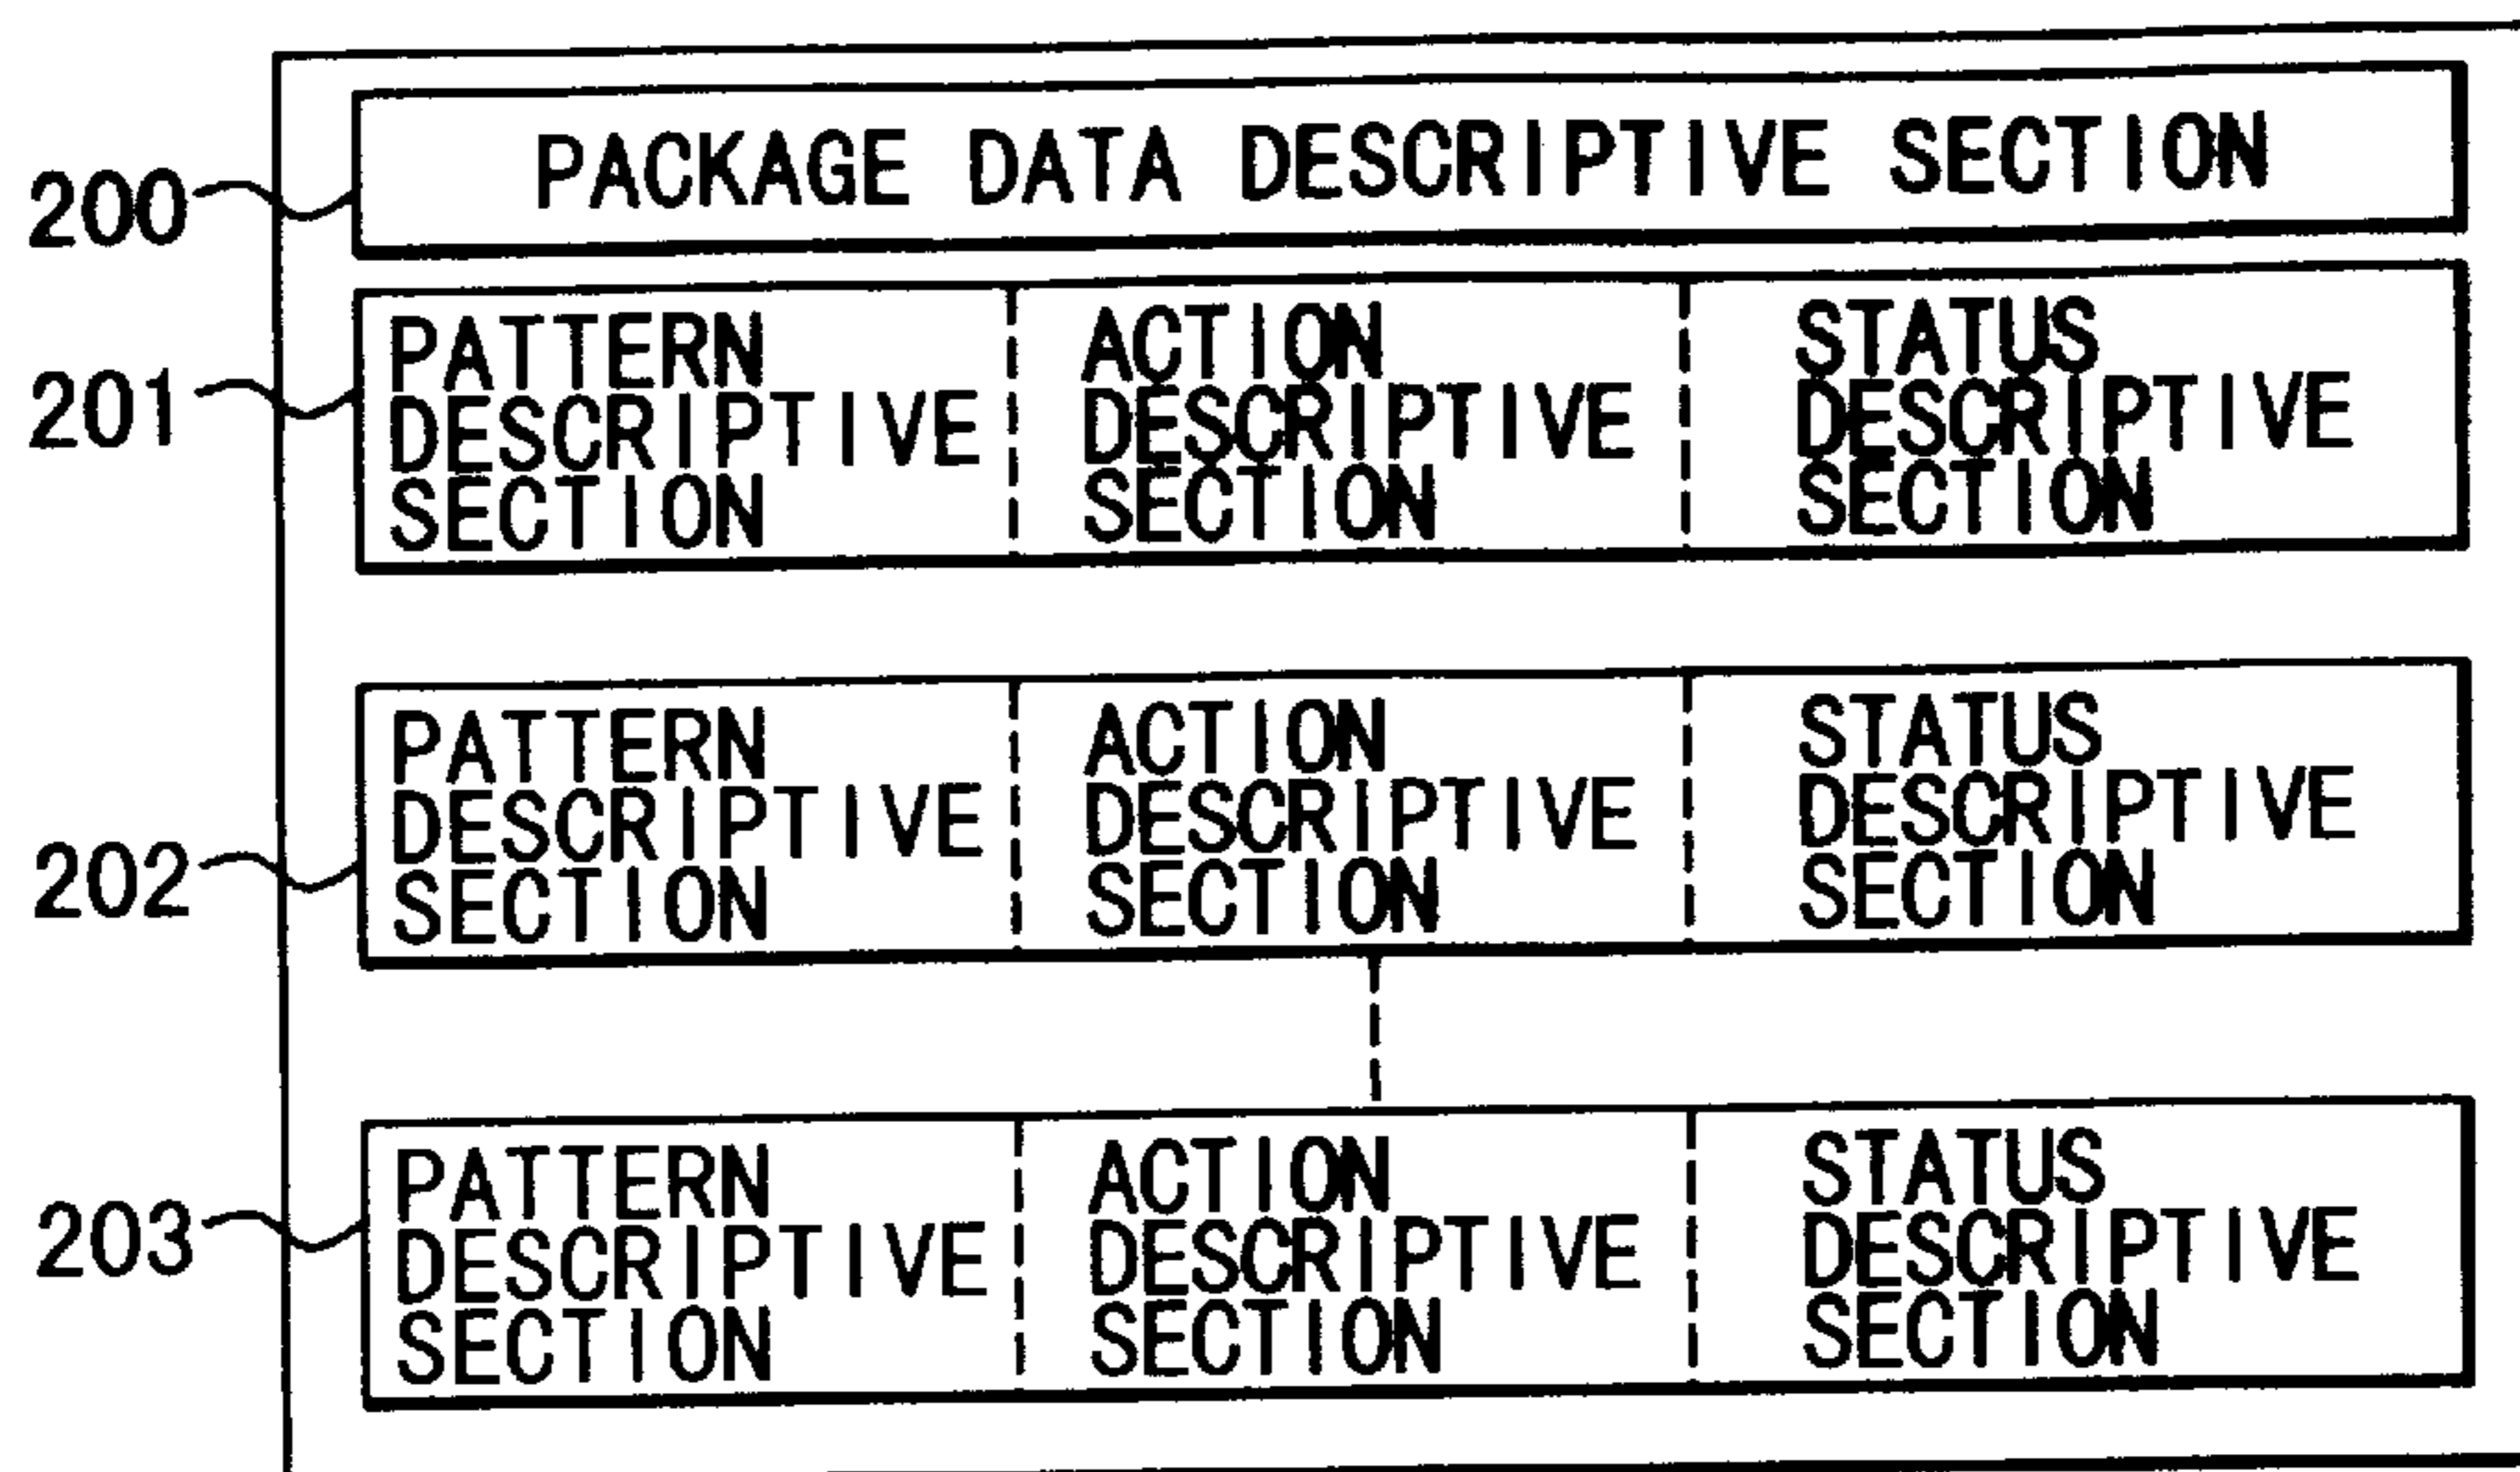 200
PACKAGE DATA DESCRIPTIVE SECTION
201
PATTERN
DESCRIPTIVE
SECTION
ACTION
DESCRIPTIVE
SECTION
STATUS
DESCRIPTIVE
SECTION
202
PATTERN
DESCRIPTIVE
SECTION
ACTION
DESCRIPTIVE
SECTION
STATUS
DESCRIPTIVE
SECTION
203
PATTERN
DESCRIPTIVE
SECTION
ACTION
DESCRIPTIVE
SECTION
STATUS
DESCRIPTIVE
SECTION